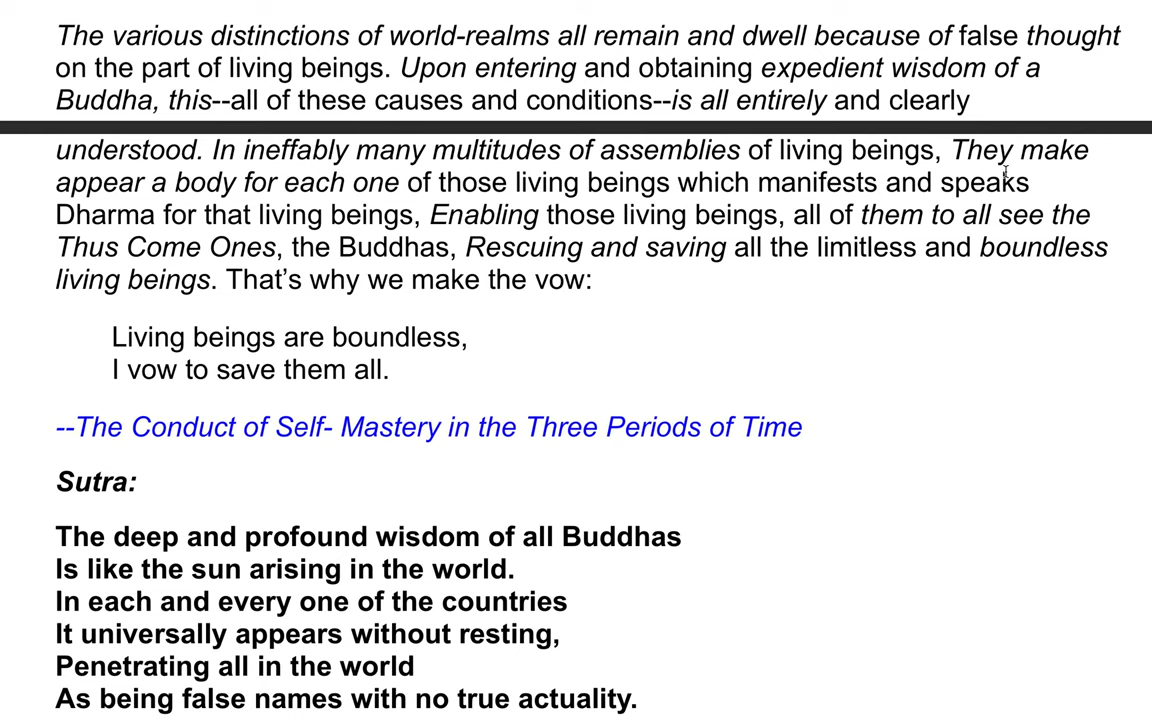 The various distinctions of world-realms all remain and dwell because of false thought
on the part of living beings. Upon entering and obtaining expedient wisdom of a
Buddha, this--all of these causes and conditions--is all entirely and clearly
understood. In ineffably many multitudes of assemblies of living beings, They make
appear a body for each one of those living beings which manifests and speaks
Dharma for that living beings, Enabling those living beings, all of them to all see the
Thus Come Ones, the Buddhas, Rescuing and saving all the limitless and boundless
living beings. That’s why we make the vow:
Living beings are boundless,
I vow to save them all.
--The Conduct of Self- Mastery in the Three Periods of Time
Sutra:
The deep and profound wisdom of all Buddhas
Is like the sun arising in the world.
In each and every one of the countries
It universally appears without resting,
Penetrating all in the world
As being false names with no true actuality.